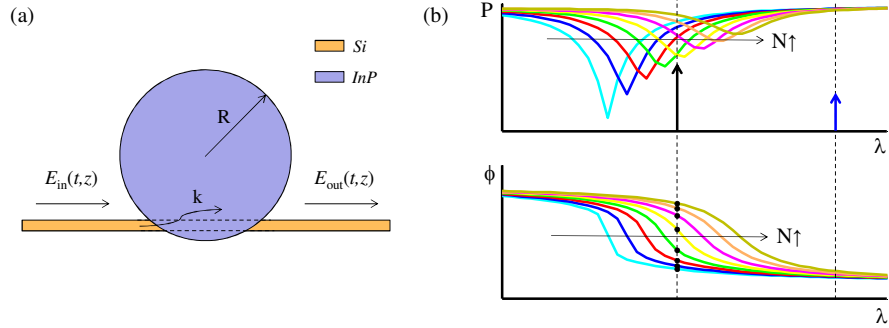 (a)
Si
InP
R
E_in(t,z)
k
E_out(t,z)
(b)
P
N↑
λ
ϕ
N↑
λ